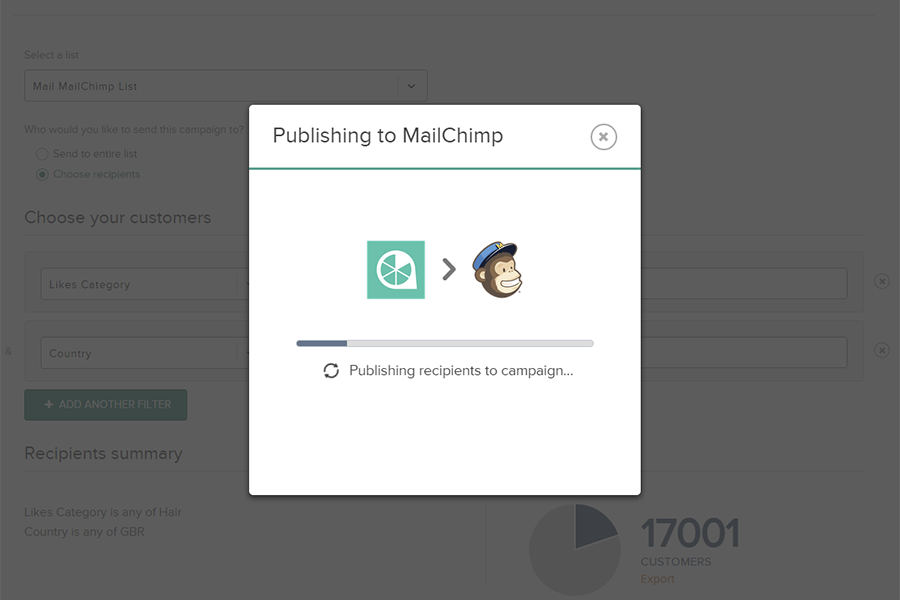 Select a list
Mail MailChimp List
Who would you like to send this campaign to?
Send to entire list
Choose recipients
Choose your customers
Likes Category
&
Country
+ ADD ANOTHER FILTER
Recipients summary
Likes Category is any of Hair
Country is any of GBR
17001
CUSTOMERS
Export
Publishing to MailChimp
Publishing recipients to campaign...